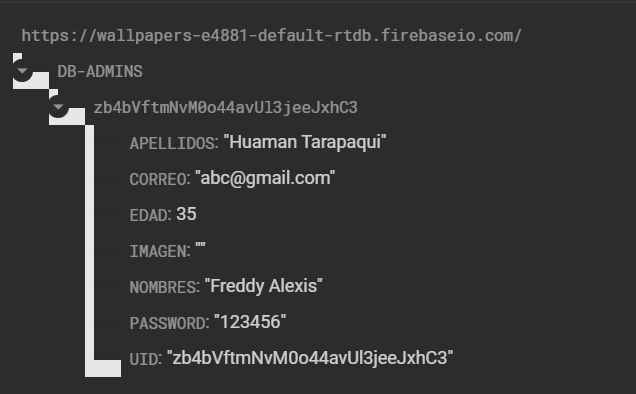 https://wallpapers-e4881-default-rtdb.firebaseio.com/
DB-ADMINS
zb4bVftmNvM0o44avUl3jeeJxhC3
APELLIDOS: "Huaman Tarapaqui"
CORREO: "abc@gmail.com"
EDAD: 35
IMAGEN: ""
NOMBRES: "Freddy Alexis"
PASSWORD: "123456"
UID: "zb4bVftmNvM0o44avUl3jeeJxhC3"